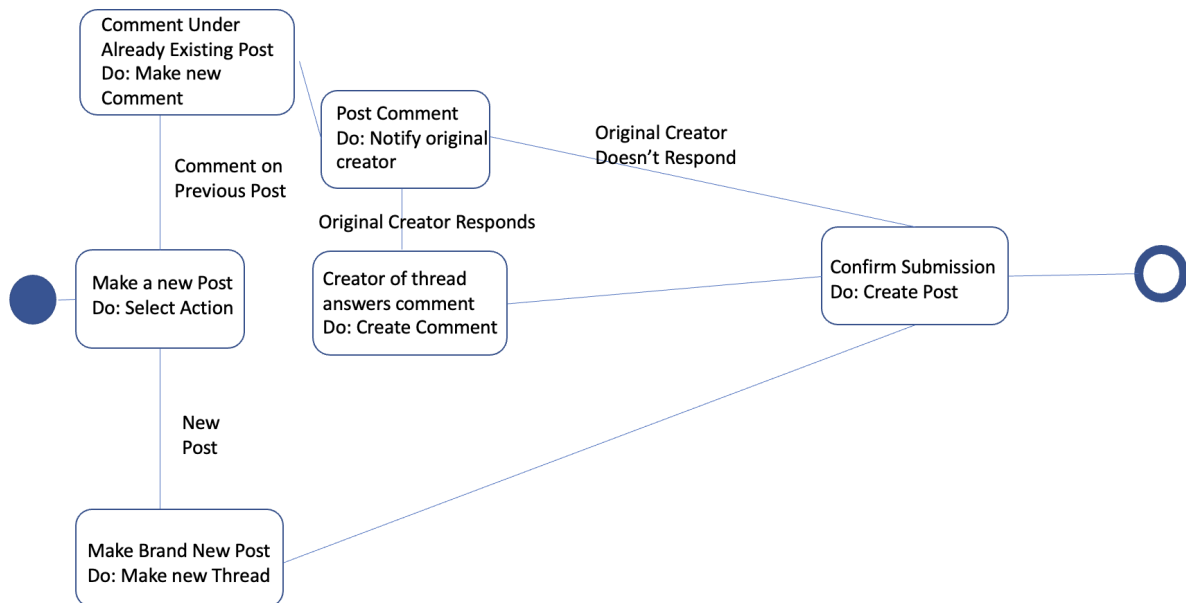 Comment Under
Already Existing Post
Do: Make new
Comment
Post Comment
Do: Notify original
creator
Original Creator
Doesn't Respond
Comment on
Previous Post
Original Creator Responds
Make a new Post
Do: Select Action
Creator of thread
answers comment
Do: Create Comment
Confirm Submission
Do: Create Post
New
Post
Make Brand New Post
Do: Make new Thread